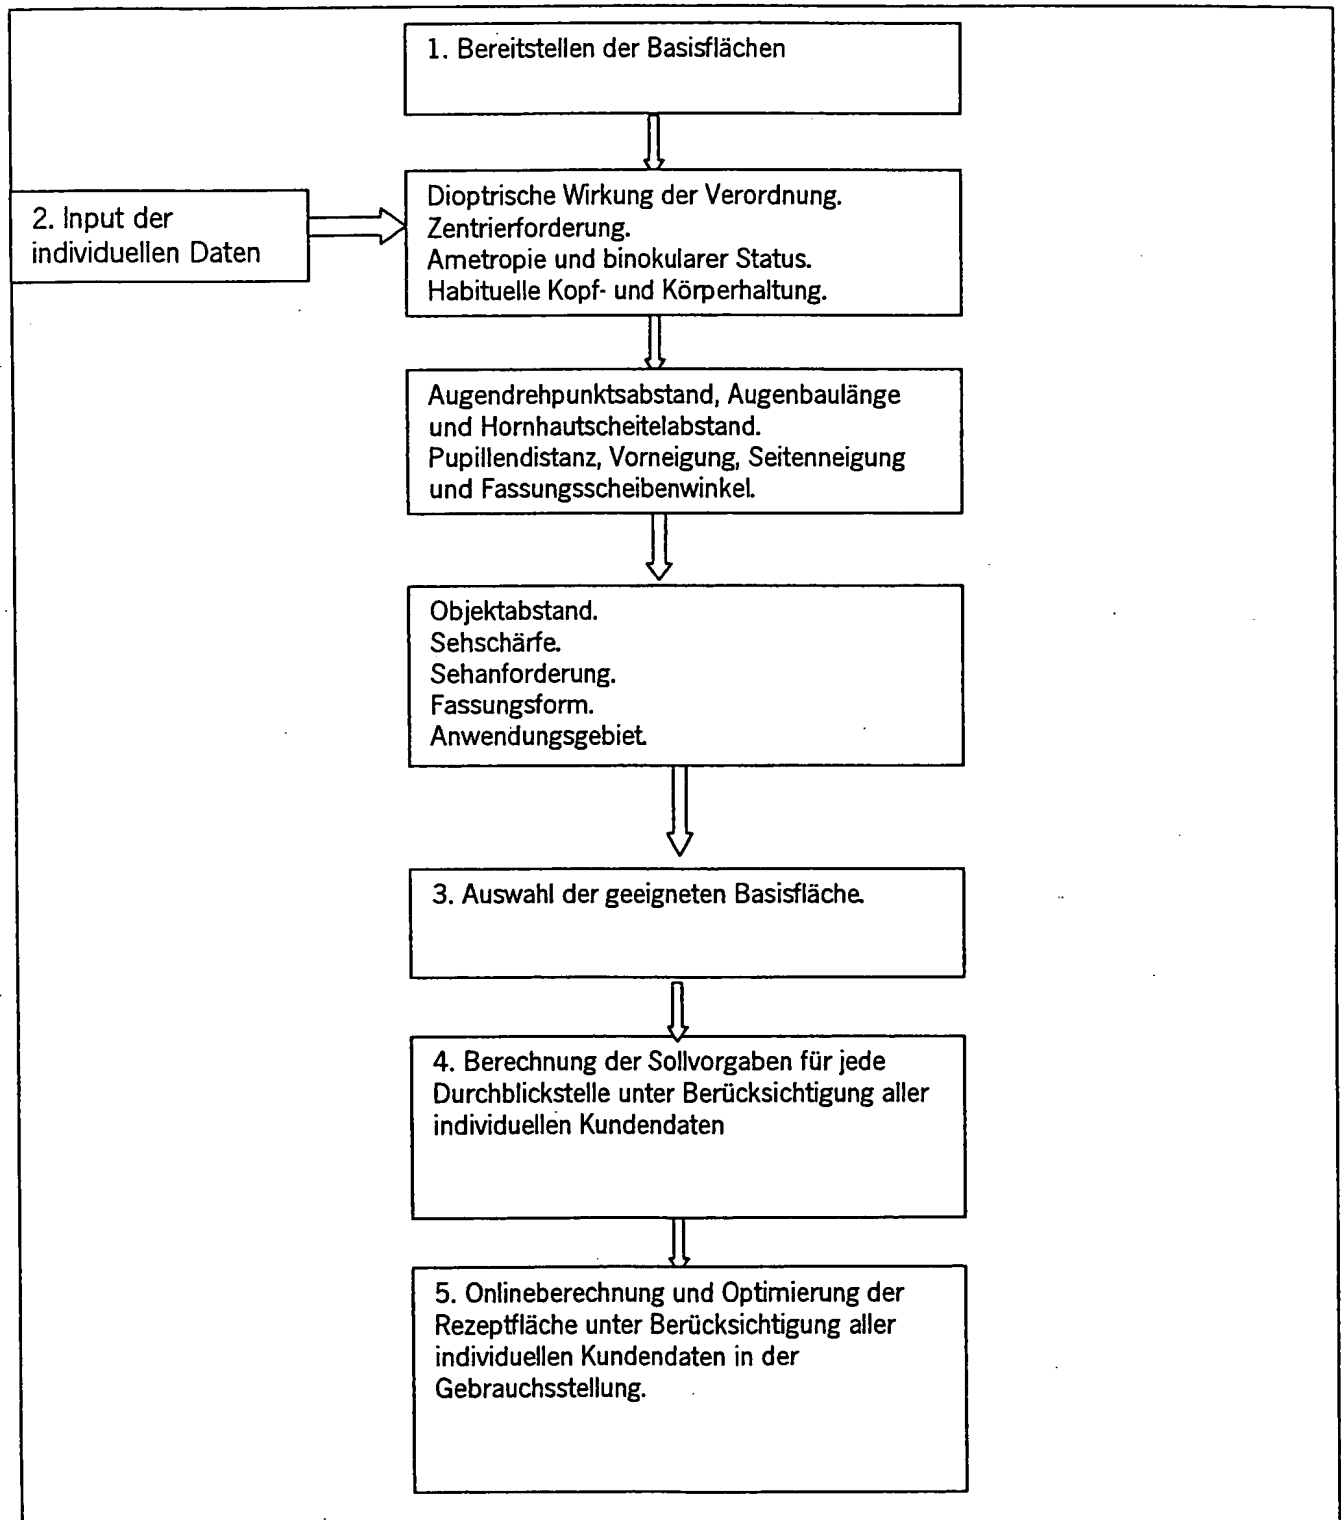 1. Bereitstellen der Basisflächen
2. Input der
individuellen Daten
Dioptrische Wirkung der Verordnung.
Zentrierforderung.
Ametropie und binokularer Status.
Habituelle Kopf- und Körperhaltung.
Augendrehpunktsabstand, Augenbaulänge
und Hornhautscheitelabstand.
Pupillendistanz, Vorneigung, Seitenneigung
und Fassungsscheibenwinkel.
Objektabstand.
Sehschärfe.
Sehanforderung.
Fassungsform.
Anwendungsgebiet.
3. Auswahl der geeigneten Basisfläche.
4. Berechnung der Sollvorgaben für jede
Durchblickstelle unter Berücksichtigung aller
individuellen Kundendaten
5. Onlineberechnung und Optimierung der
Rezeptfläche unter Berücksichtigung aller
individuellen Kundendaten in der
Gebrauchsstellung.